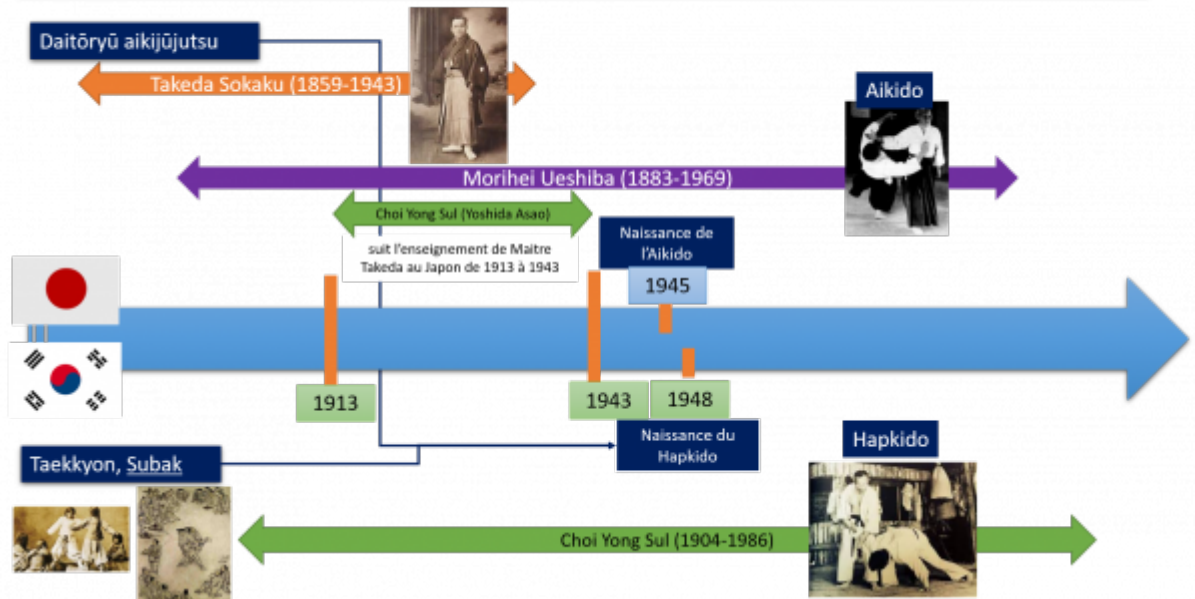 Daitōryū aikijūjutsu
Takeda Sokaku (1859-1943)
Aikido
Morihei Ueshiba (1883-1969)
Choi Yong Sul (Yoshida Asao)
suit l'enseignement de Maitre
Takeda au Japon de 1913 à 1943
Naissance de
l'Aikido
1945
1913
1943
1948
Naissance du
Hapkido
Hapkido
Taekkyon, Subak
Choi Yong Sul (1904-1986)